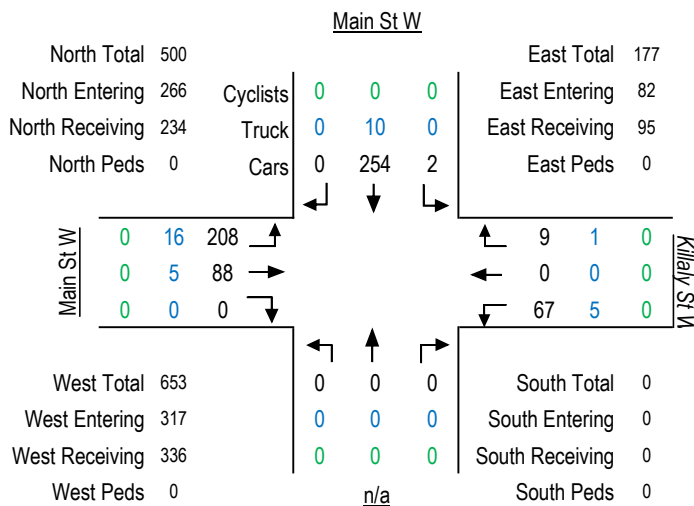 Main St W
North Total 500
East Total 177
North Entering 266
Cyclists 0 0 0
East Entering 82
North Receiving 234
Truck 0 10 0
East Receiving 95
North Peds 0
Cars 0 254 2
East Peds 0
Main St W
0 16 208
0 5 88
0 0 0
9 1 0
0 0 0
67 5 0
Killaly St W
West Total 653
0 0 0
South Total 0
West Entering 317
0 0 0
South Entering 0
West Receiving 336
0 0 0
South Receiving 0
West Peds 0
n/a
South Peds 0